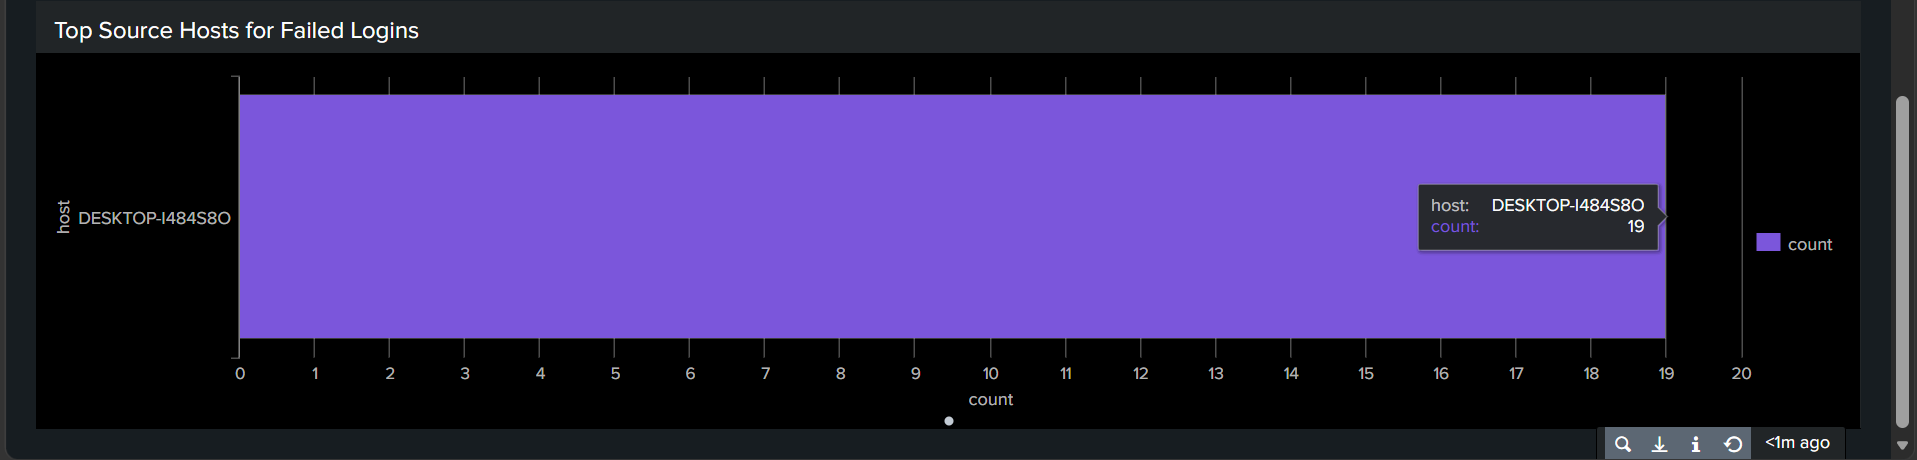 Top Source Hosts for Failed Logins
host
DESKTOP-I484S8O
host: DESKTOP-I484S8O
count: 19
count
0 1 2 3 4 5 6 7 8 9 10 11 12 13 14 15 16 17 18 19 20
count
<1m ago